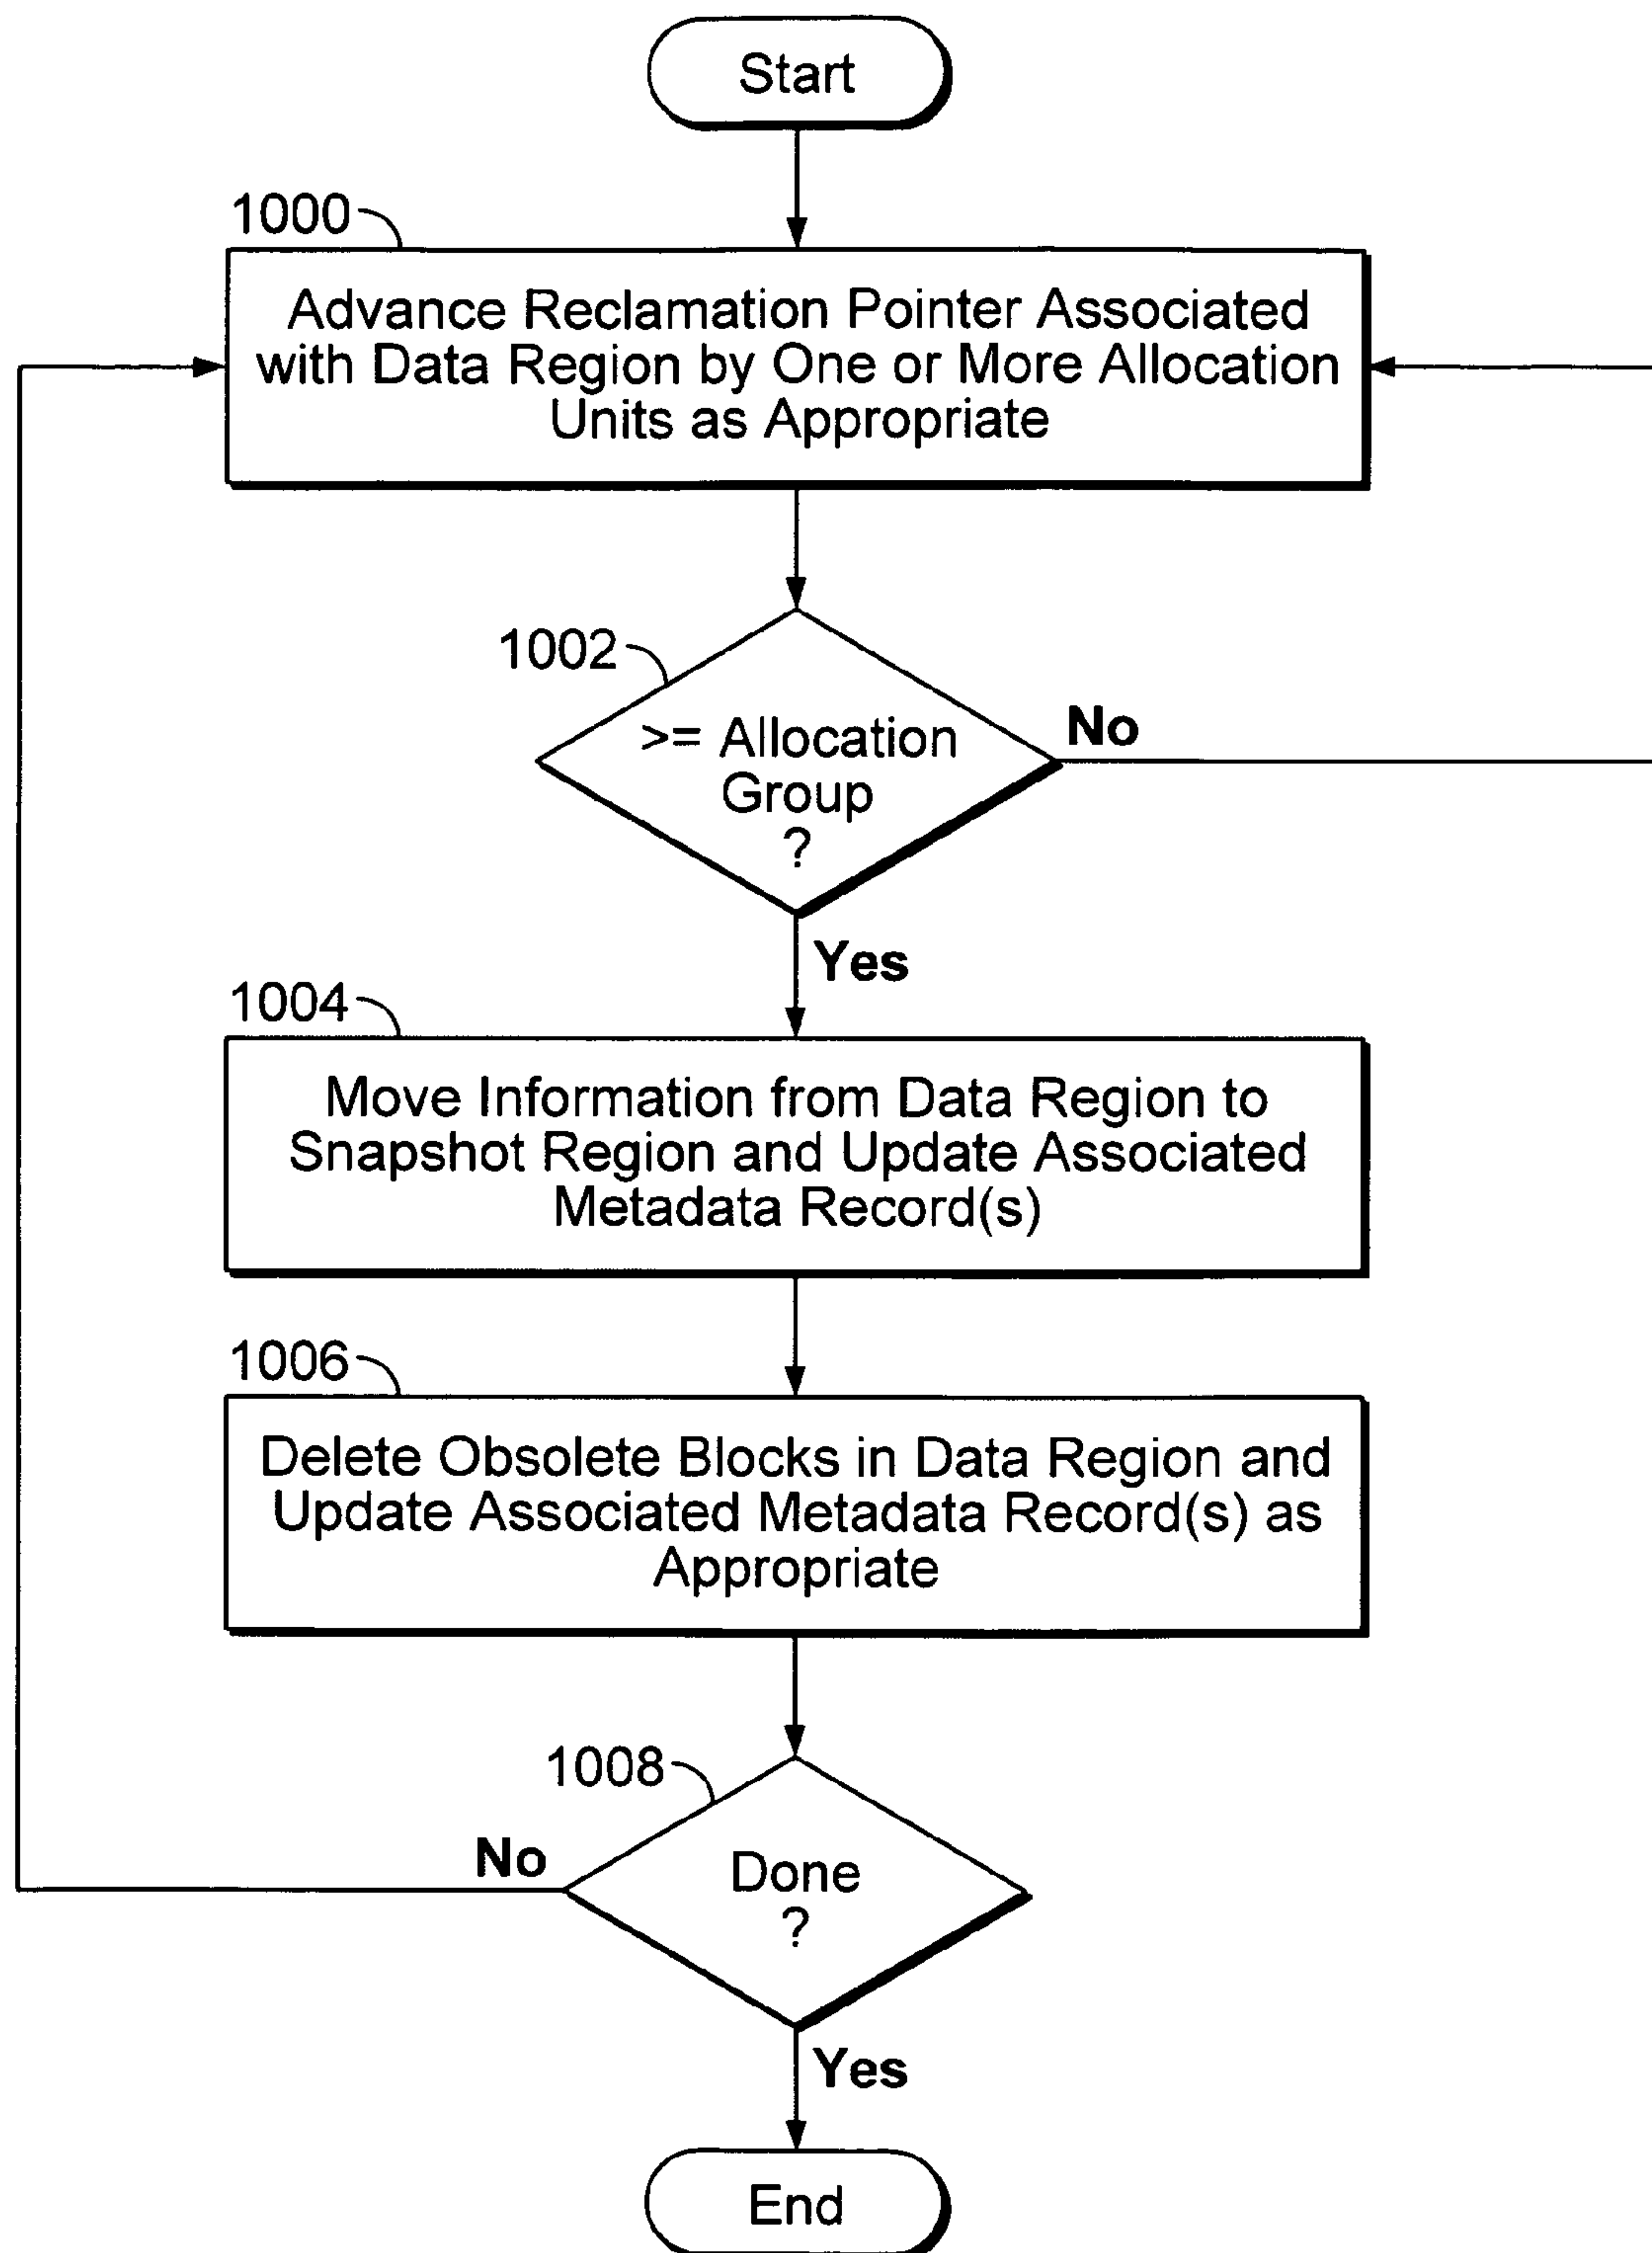 Start
1000
Advance Reclamation Pointer Associated
with Data Region by One or More Allocation
Units as Appropriate
1002
>= Allocation
Group
?
No
Yes
1004
Move Information from Data Region to
Snapshot Region and Update Associated
Metadata Record(s)
1006
Delete Obsolete Blocks in Data Region and
Update Associated Metadata Record(s) as
Appropriate
1008
Done
?
No
Yes
End